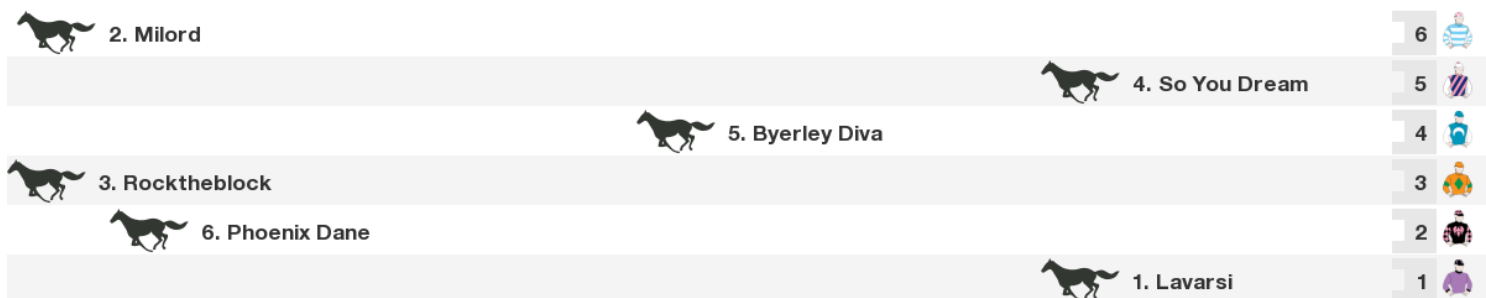 2. Milord 6
4. So You Dream 5
5. Byerley Diva 4
3. Rocktheblock 3
6. Phoenix Dane 2
1. Lavarsi 1